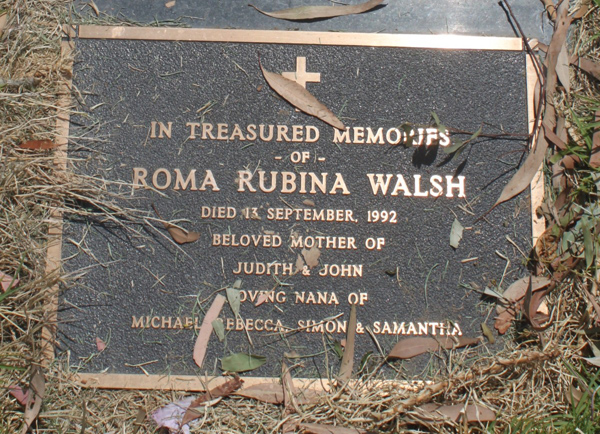 IN TREASURED MEMORIES
- OF -
ROMA RUBINA WALSH
DIED 13 SEPTEMBER, 1992
BELOVED MOTHER OF
JUDITH & JOHN
LOVING NANA OF
MICHAEL, REBECCA, SIMON & SAMANTHA